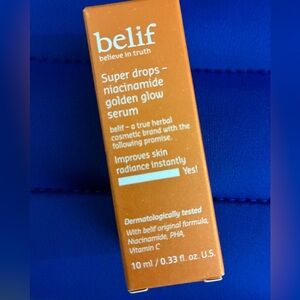 belif
believe in truth
Super drops –
niacinamide
golden glow
serum
belif – a true herbal
cosmetic brand with the
following promise.
Improves skin
radiance instantly
Yes!
Dermatologically tested
With belif original formula,
Niacinamide, PHA,
Vitamin C
10 ml / 0.33 fl. oz. U.S.